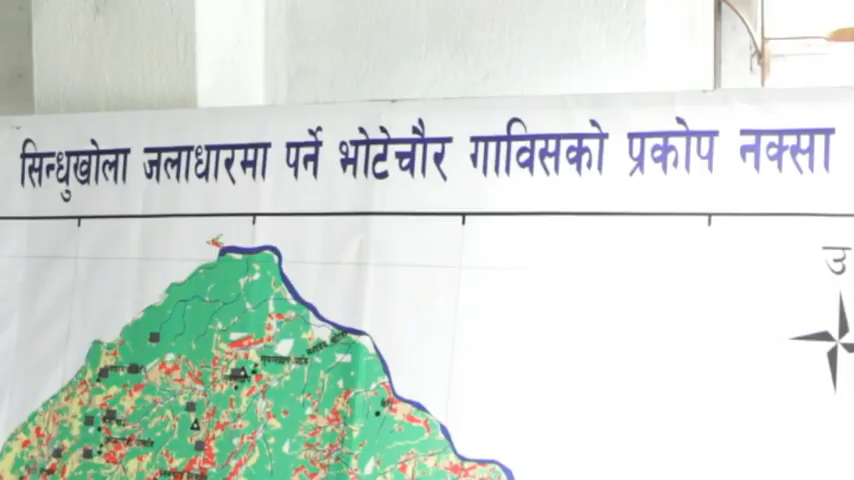 सिन्धुखोला जलाधारमा पर्ने भोटेचौर गाविसको प्रकोप नक्सा
उ